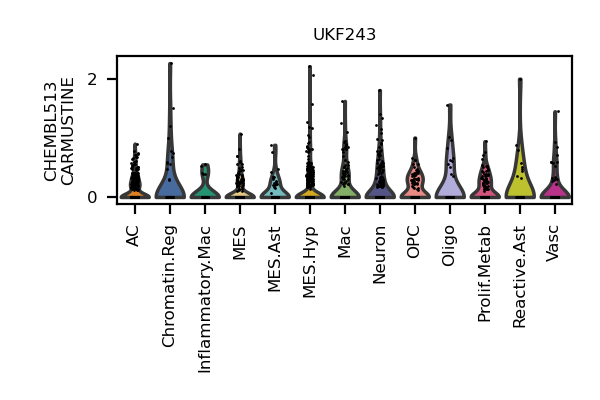 UKF243
CHEMBL513
CARMUSTINE
2
0
AC
Chromatin.Reg
Inflammatory.Mac
MES
MES.Ast
MES.Hyp
Mac
Neuron
OPC
Oligo
Prolif.Metab
Reactive.Ast
Vasc